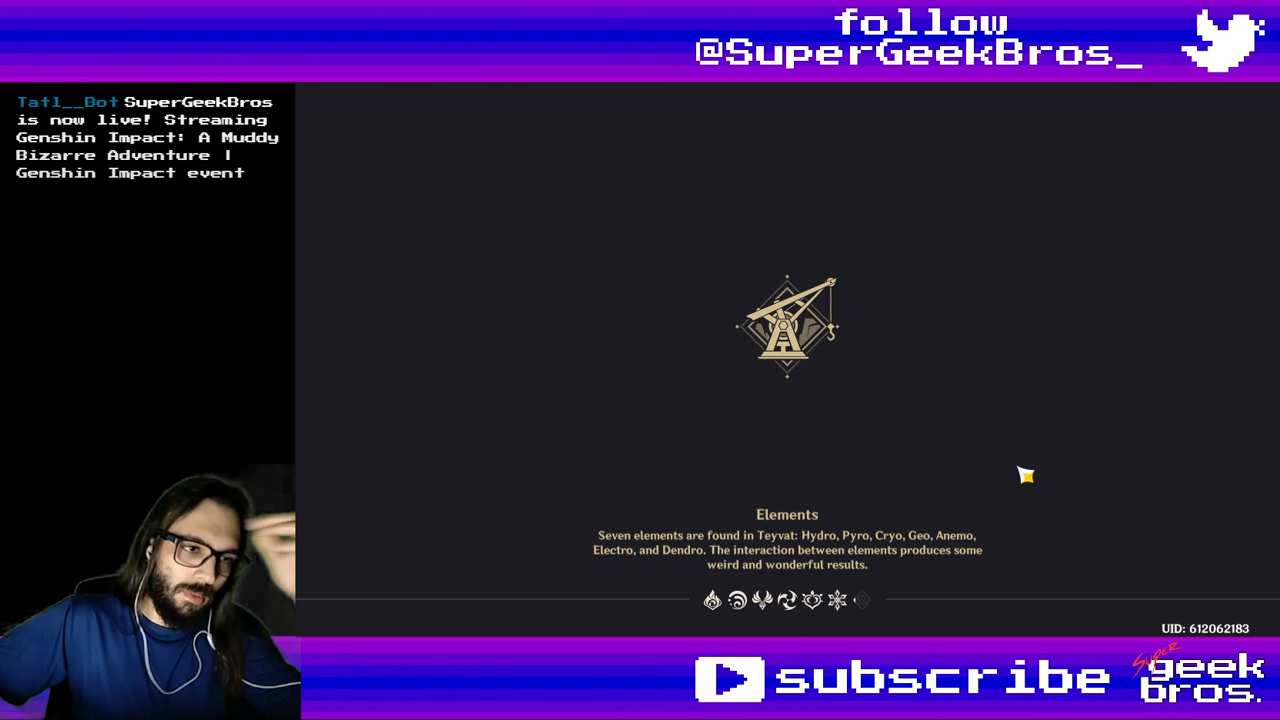 follow
@SuperGeekBros_
Tatl__Bot SuperGeekBros
is now live! Streaming
Genshin Impact: A Muddy
Bizarre Adventure |
Genshin Impact event
Elements
Seven elements are found in Teyvat: Hydro, Pyro, Cryo, Geo, Anemo,
Electro, and Dendro. The interaction between elements produces some
weird and wonderful results.
UID: 612062183
subscribe
SUPER
geek
bros.